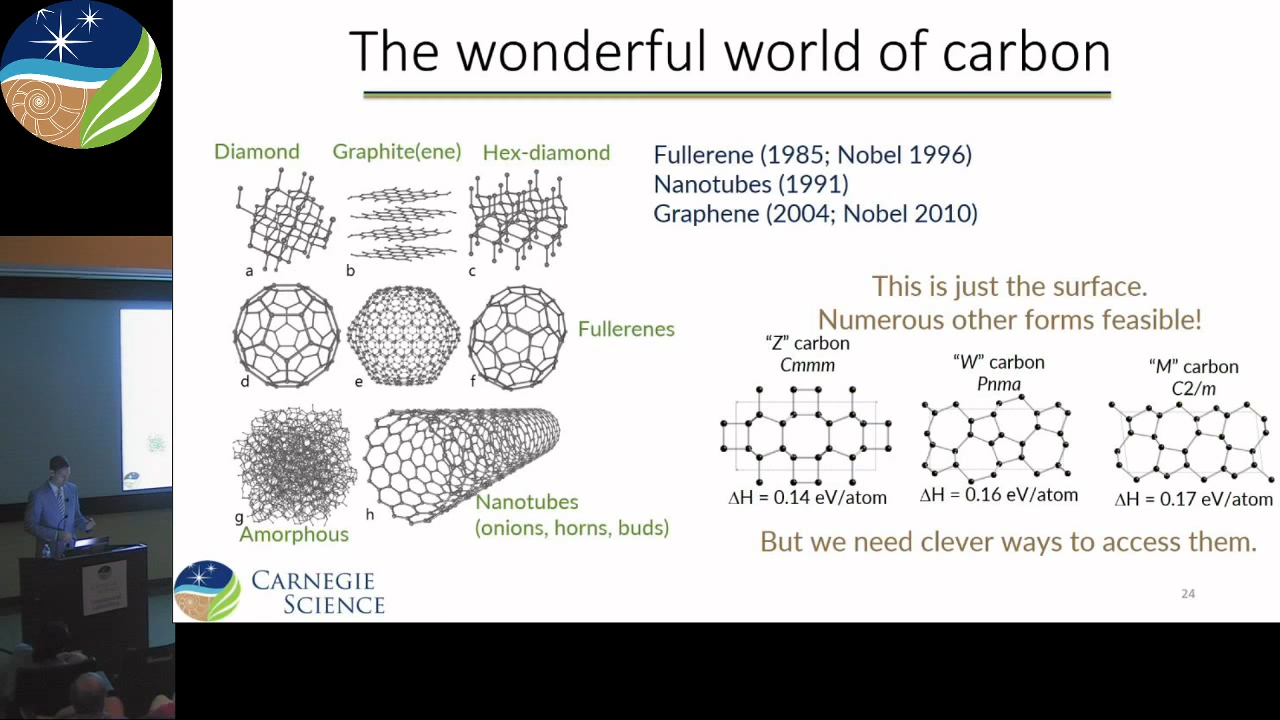 The wonderful world of carbon
Diamond
Graphite(ene)
Hex-diamond
a
b
c
d
e
f
Fullerenes
g
h
Amorphous
Nanotubes
(onions, horns, buds)
Fullerene (1985; Nobel 1996)
Nanotubes (1991)
Graphene (2004; Nobel 2010)
This is just the surface.
Numerous other forms feasible!
“Z” carbon
Cmmm
ΔH = 0.14 eV/atom
“W” carbon
Pnma
ΔH = 0.16 eV/atom
“M” carbon
C2/m
ΔH = 0.17 eV/atom
But we need clever ways to access them.
CARNEGIE
SCIENCE
24